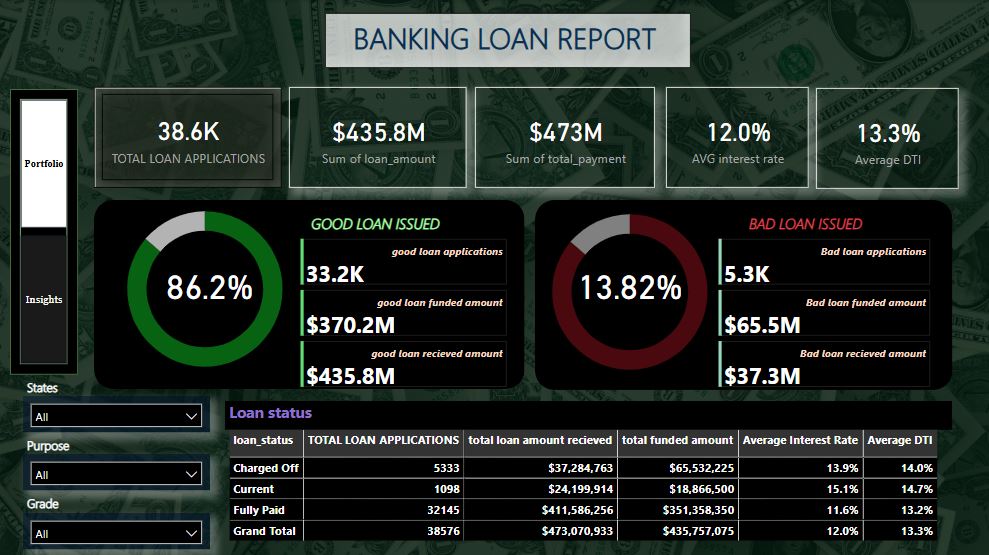 BANKING LOAN REPORT
Portfolio
Insights
38.6K
TOTAL LOAN APPLICATIONS
$435.8M
Sum of loan_amount
$473M
Sum of total_payment
12.0%
AVG interest rate
13.3%
Average DTI
GOOD LOAN ISSUED
86.2%
good loan applications
33.2K
good loan funded amount
$370.2M
good loan recieved amount
$435.8M
BAD LOAN ISSUED
13.82%
Bad loan applications
5.3K
Bad loan funded amount
$65.5M
Bad loan recieved amount
$37.3M
States
All
Purpose
All
Grade
All
Loan status
loan_status TOTAL LOAN APPLICATIONS total loan amount recieved total funded amount Average Interest Rate Average DTI
Charged Off 5333 $37,284,763 $65,532,225 13.9% 14.0%
Current 1098 $24,199,914 $18,866,500 15.1% 14.7%
Fully Paid 32145 $411,586,256 $351,358,350 11.6% 13.2%
Grand Total 38576 $473,070,933 $435,757,075 12.0% 13.3%